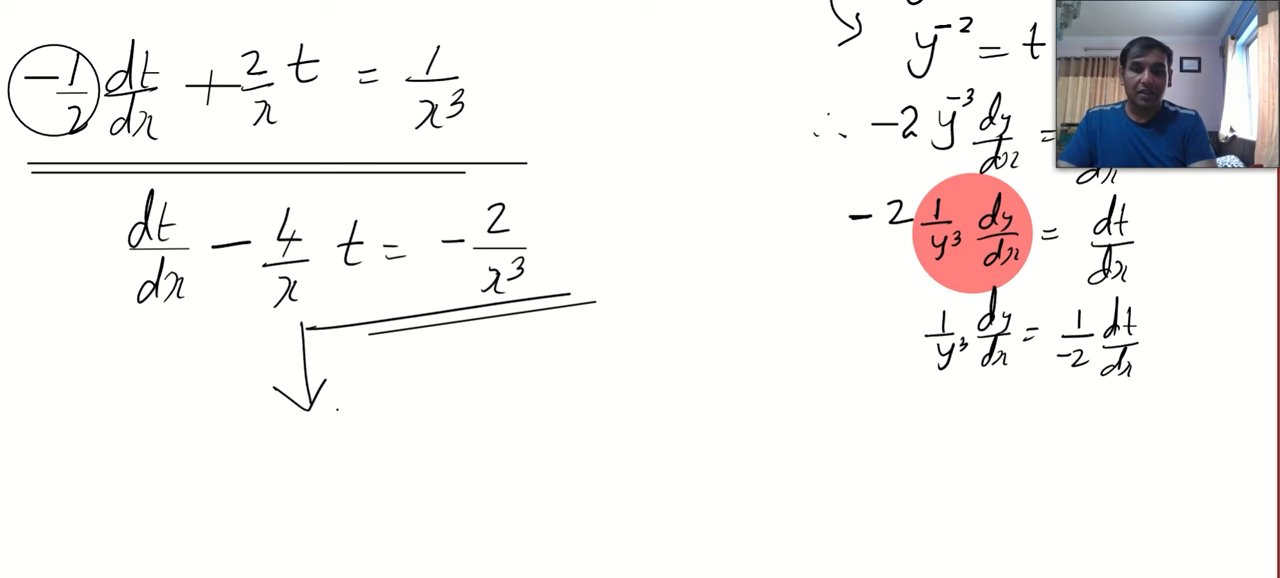 -1/2 dt/dx + 2/x t = 1/x³
dt/dx - 4/x t = - 2/x³
y⁻² = t
∴ -2 y⁻³ dy/dx =
-2 1/y³ dy/dx = dt/dx
1/y³ dy/dx = 1/-2 dt/dx